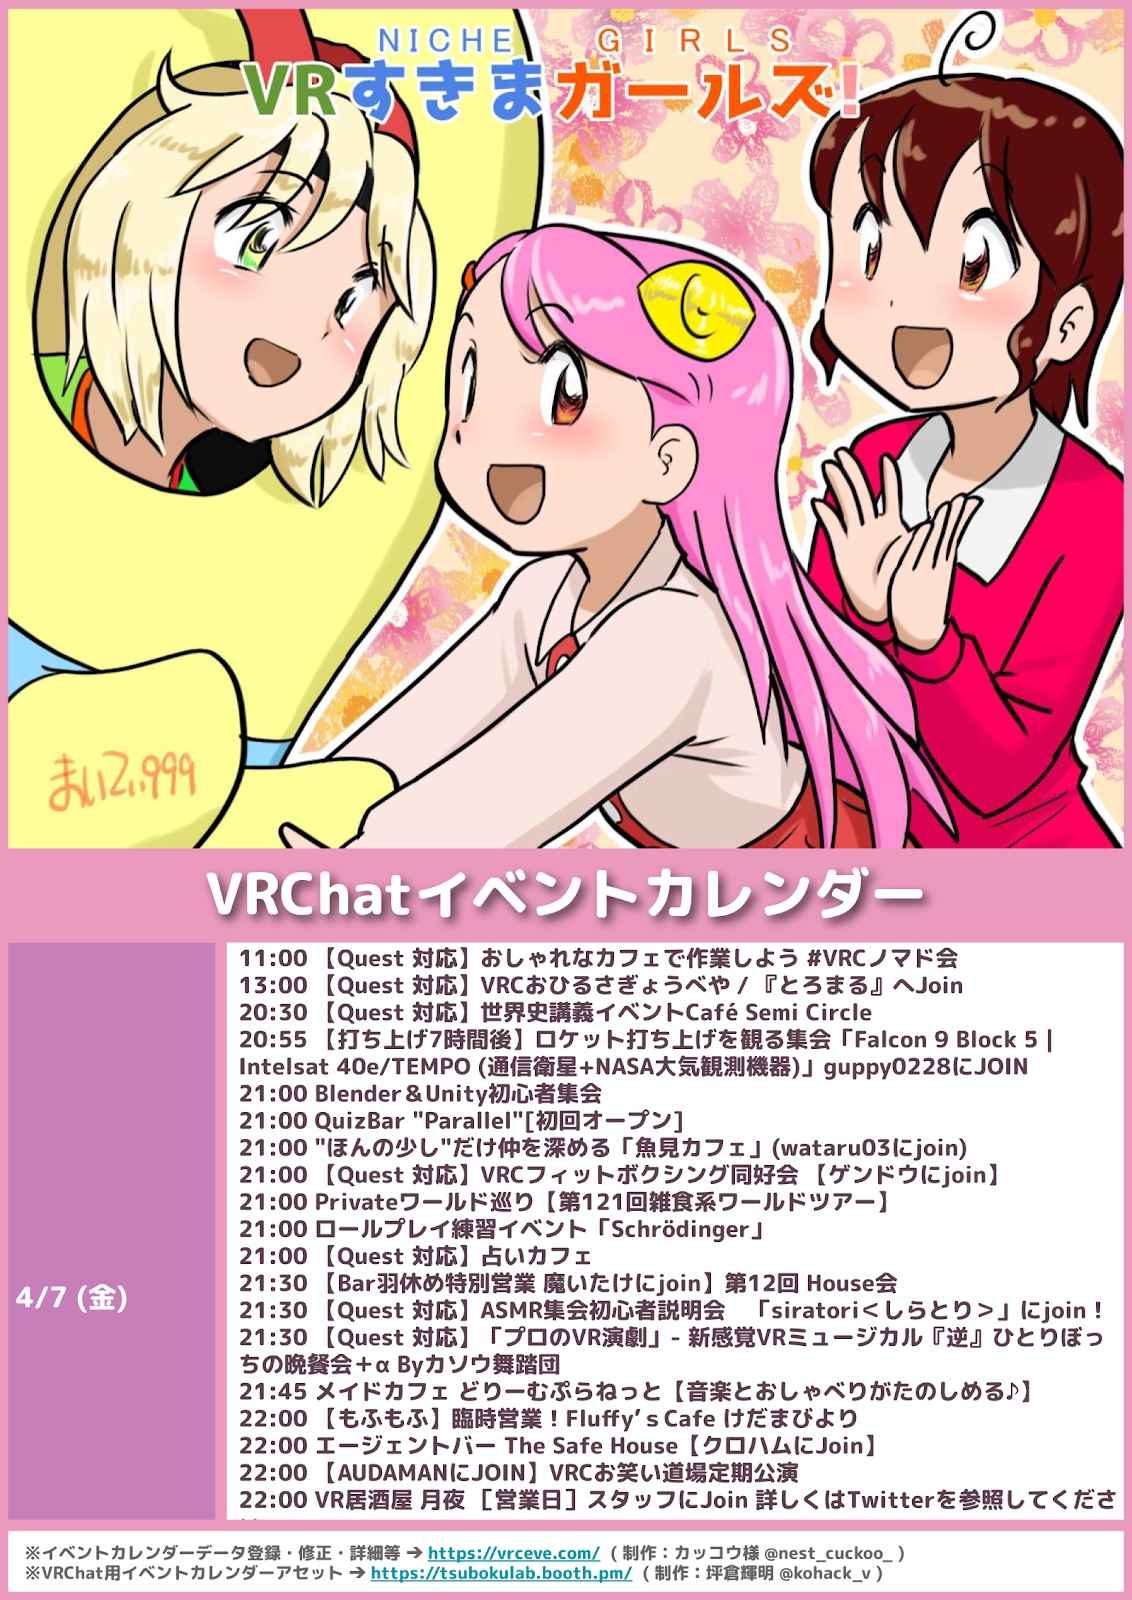 NICHE GIRLS
VRすきまガールズ!
まいてぃ999
VRChatイベントカレンダー
4/7 (金)
11:00 【Quest 対応】おしゃれなカフェで作業しよう #VRCノマド会
13:00 【Quest 対応】VRCおひるさぎょうべや / 『とろまる』へJoin
20:30 【Quest 対応】世界史講義イベントCafé Semi Circle
20:55 【打ち上げ7時間後】ロケット打ち上げを観る集会「Falcon 9 Block 5 |
Intelsat 40e/TEMPO (通信衛星+NASA大気観測機器)」guppy0228にJOIN
21:00 Blender＆Unity初心者集会
21:00 QuizBar "Parallel"[初回オープン]
21:00 "ほんの少し"だけ仲を深める「魚見カフェ」(wataru03にjoin)
21:00 【Quest 対応】VRCフィットボクシング同好会 【ゲンドウにjoin】
21:00 Privateワールド巡り【第121回雑食系ワールドツアー】
21:00 ロールプレイ練習イベント「Schrödinger」
21:00 【Quest 対応】占いカフェ
21:30 【Bar羽休め特別営業 魔いたけにjoin】第12回 House会
21:30 【Quest 対応】ASMR集会初心者説明会　「siratori＜しらとり＞」にjoin！
21:30 【Quest 対応】「プロのVR演劇」- 新感覚VRミュージカル『逆』ひとりぼっ
ちの晩餐会＋α Byカソウ舞踏団
21:45 メイドカフェ どりーむぷらねっと【音楽とおしゃべりがたのしめる♪】
22:00 【もふもふ】臨時営業！Fluffy’s Cafe けだまびより
22:00 エージェントバー The Safe House【クロハムにJoin】
22:00 【AUDAMANにJOIN】VRCお笑い道場定期公演
22:00 VR居酒屋 月夜 ［営業日］スタッフにJoin 詳しくはTwitterを参照してくださ
※イベントカレンダーデータ登録・修正・詳細等 ➔ https://vrceve.com/ （ 制作：カッコウ様 @nest_cuckoo_ ）
※VRChat用イベントカレンダーアセット ➔ https://tsubokulab.booth.pm/ （ 制作：坪倉輝明 @kohack_v ）